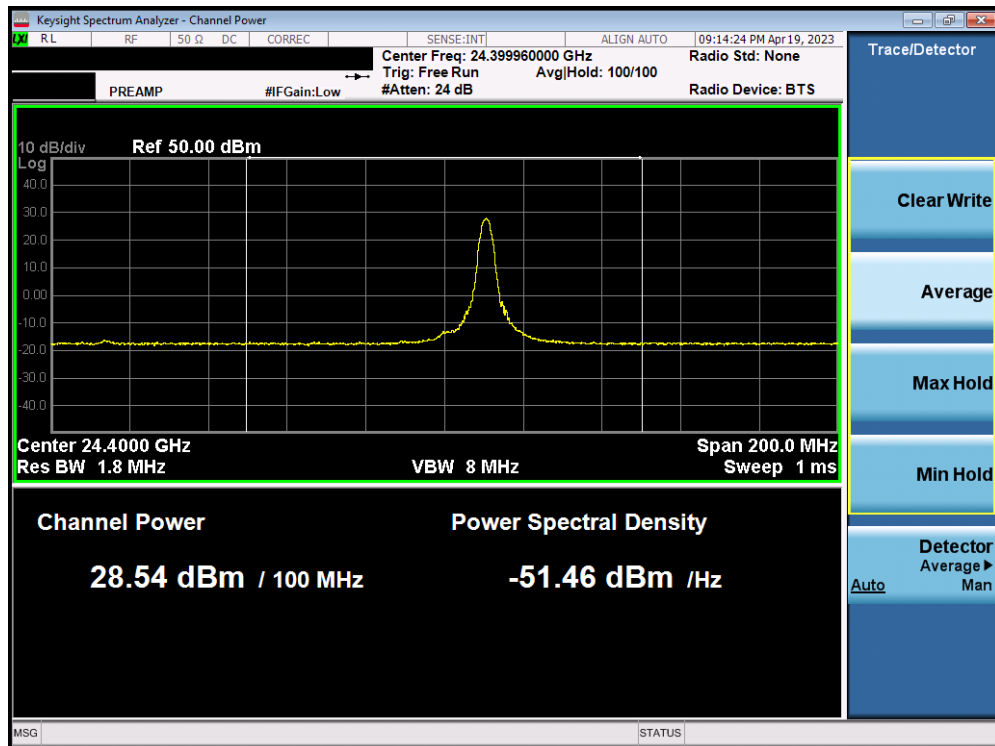 Keysight Spectrum Analyzer - Channel Power
LXI RL RF 50 Ω DC CORREC SENSE:INT ALIGN AUTO 09:14:24 PM Apr 19, 2023
Center Freq: 24.399960000 GHz Radio Std: None
Trig: Free Run Avg|Hold: 100/100
PREAMP #IFGain:Low #Atten: 24 dB Radio Device: BTS
10 dB/div Ref 50.00 dBm
Log
40.0
30.0
20.0
10.0
0.00
-10.0
-20.0
-30.0
-40.0
Center 24.4000 GHz Span 200.0 MHz
Res BW 1.8 MHz VBW 8 MHz Sweep 1 ms
Channel Power Power Spectral Density
28.54 dBm / 100 MHz -51.46 dBm /Hz
MSG STATUS
Trace/Detector
Clear Write
Average
Max Hold
Min Hold
Detector
Average▶
Auto Man